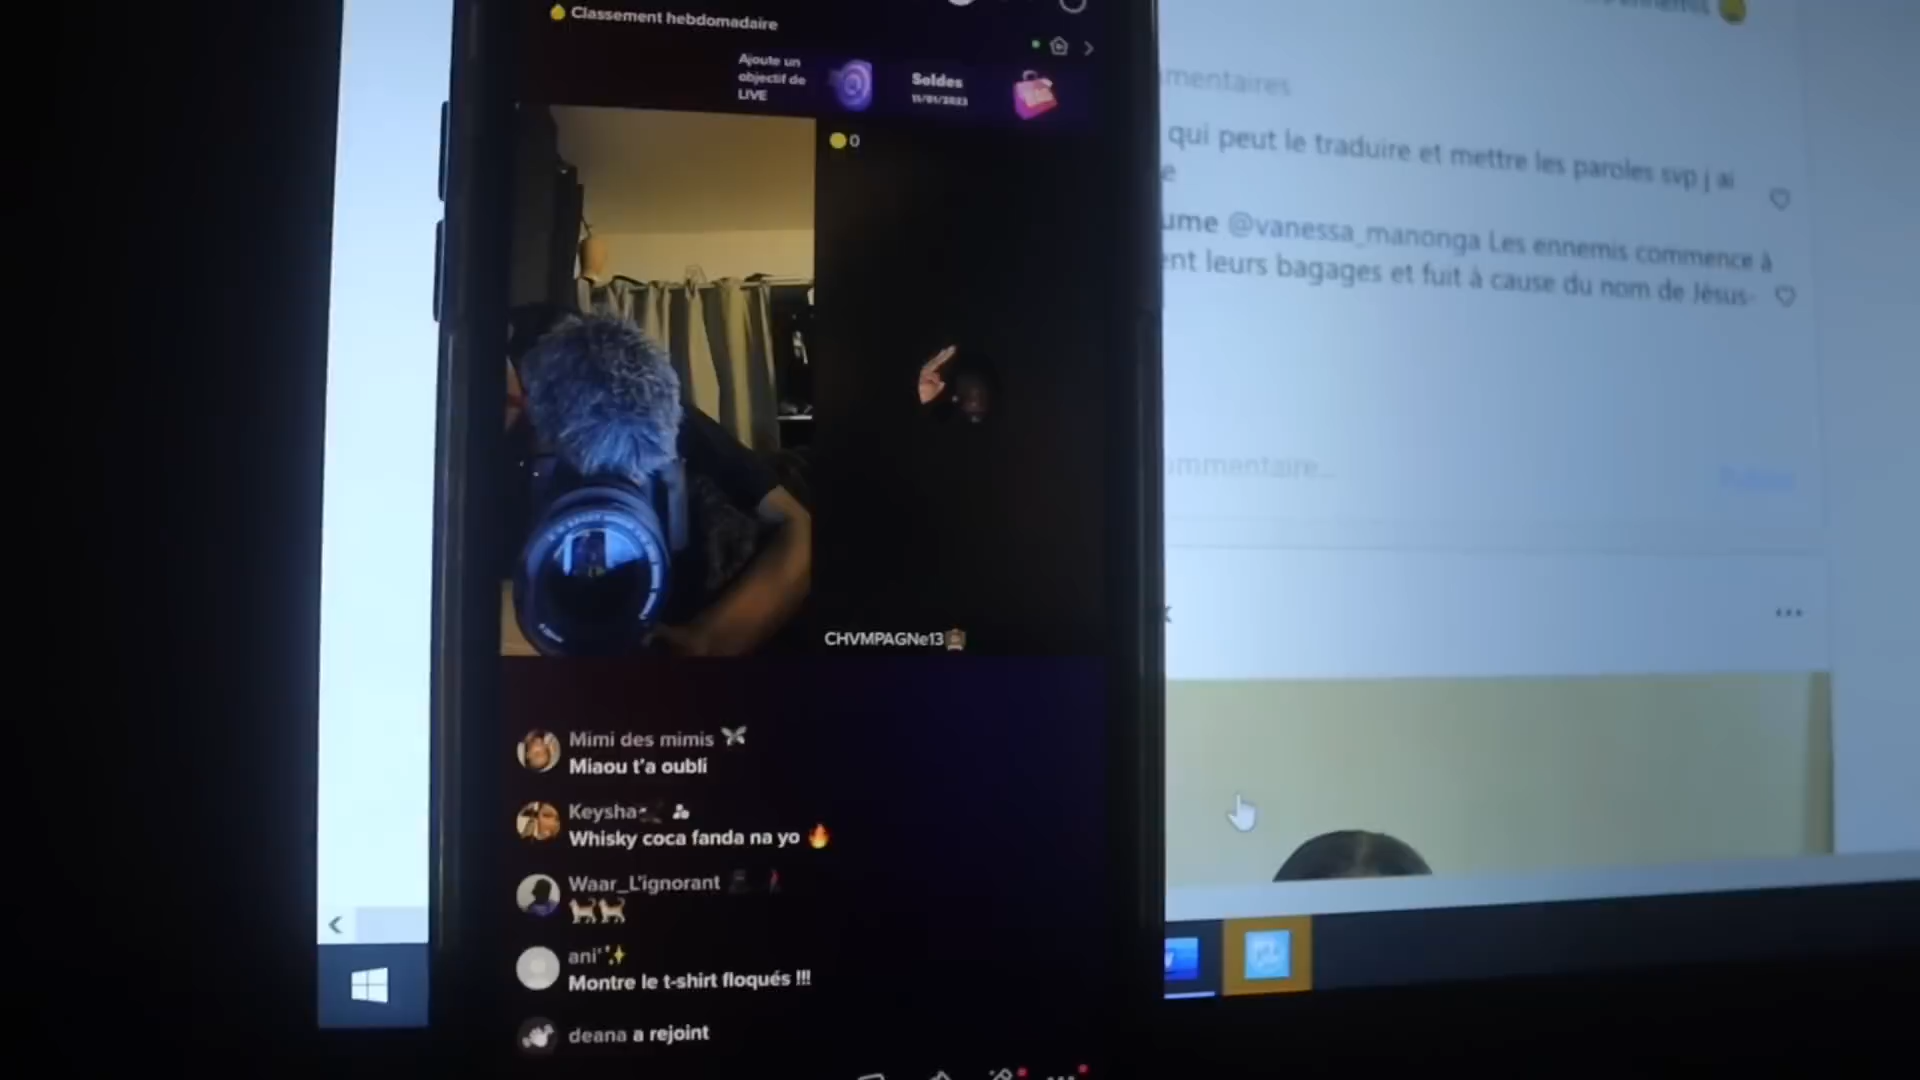 Classement hebdomadaire
Ajoute un
objectif de
LIVE
Soldes
11/01/2023
0
CHVMPAGNe13
Mimi des mimis
Miaou t'a oubli
Keysha
Whisky coca fanda na yo 🔥
Waar_L'ignorant
🐈🐈
ani'✨
Montre le t-shirt floqués !!!
deana a rejoint
mentaires
qui peut le traduire et mettre les paroles svp j ai
e
ume @vanessa_manonga Les ennemis commence à
ent leurs bagages et fuit à cause du nom de Jésus-
mmentaire...